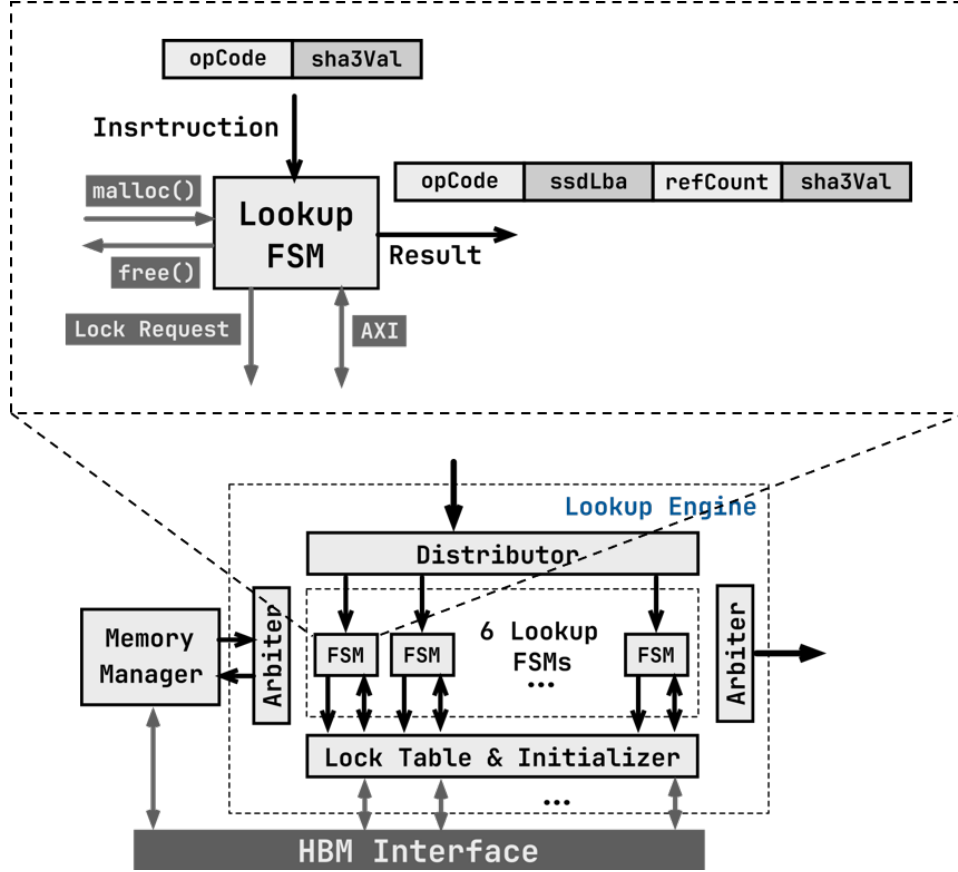 opCode sha3Val
Insrtruction
opCode ssdLba refCount sha3Val
malloc()
Lookup
FSM
Result
free()
Lock Request
AXI
Lookup Engine
Distributor
Memory
Manager
Arbiter
FSM
FSM
6 Lookup
FSMs
...
FSM
Arbiter
Lock Table & Initializer
...
HBM Interface